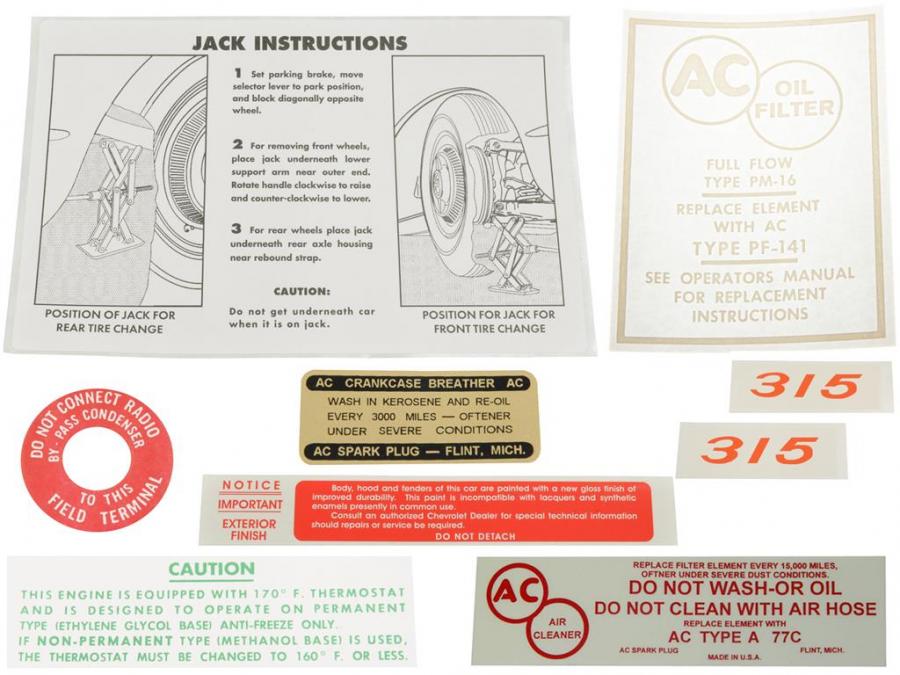 JACK INSTRUCTIONS
1 Set parking brake, move
selector lever to park position,
and block diagonally opposite
wheel.
2 For removing front wheels,
place jack underneath lower
support arm near outer end.
Rotate handle clockwise to raise
and counter-clockwise to lower.
3 For rear wheels place jack
underneath rear axle housing
near rebound strap.
CAUTION:
Do not get underneath car
when it is on jack.
POSITION OF JACK FOR
REAR TIRE CHANGE
POSITION FOR JACK FOR
FRONT TIRE CHANGE
AC
OIL
FILTER
FULL FLOW
TYPE PM-16
REPLACE ELEMENT
WITH AC
TYPE PF-141
SEE OPERATORS MANUAL
FOR REPLACEMENT
INSTRUCTIONS
315
315
DO NOT CONNECT RADIO
BY-PASS CONDENSER
TO THIS
FIELD TERMINAL
AC CRANKCASE BREATHER AC
WASH IN KEROSENE AND RE-OIL
EVERY 3000 MILES — OFTENER
UNDER SEVERE CONDITIONS
AC SPARK PLUG — FLINT, MICH.
NOTICE
IMPORTANT
EXTERIOR
FINISH
Body, hood and fenders of this car are painted with a new gloss finish of
improved durability. This paint is incompatible with lacquers and synthetic
enamels presently in common use.
Consult an authorized Chevrolet Dealer for special technical information
should repairs or service be required.
DO NOT DETACH
CAUTION
THIS ENGINE IS EQUIPPED WITH 170° F. THERMOSTAT
AND IS DESIGNED TO OPERATE ON PERMANENT
TYPE (ETHYLENE GLYCOL BASE) ANTI-FREEZE ONLY.
IF NON-PERMANENT TYPE (METHANOL BASE) IS USED,
THE THERMOSTAT MUST BE CHANGED TO 160° F. OR LESS.
AC
AIR
CLEANER
REPLACE FILTER ELEMENT EVERY 15,000 MILES,
OFTNER UNDER SEVERE DUST CONDITIONS.
DO NOT WASH-OR OIL
DO NOT CLEAN WITH AIR HOSE
REPLACE ELEMENT WITH
AC TYPE A 77C
AC SPARK PLUG FLINT, MICH.
MADE IN U.S.A.